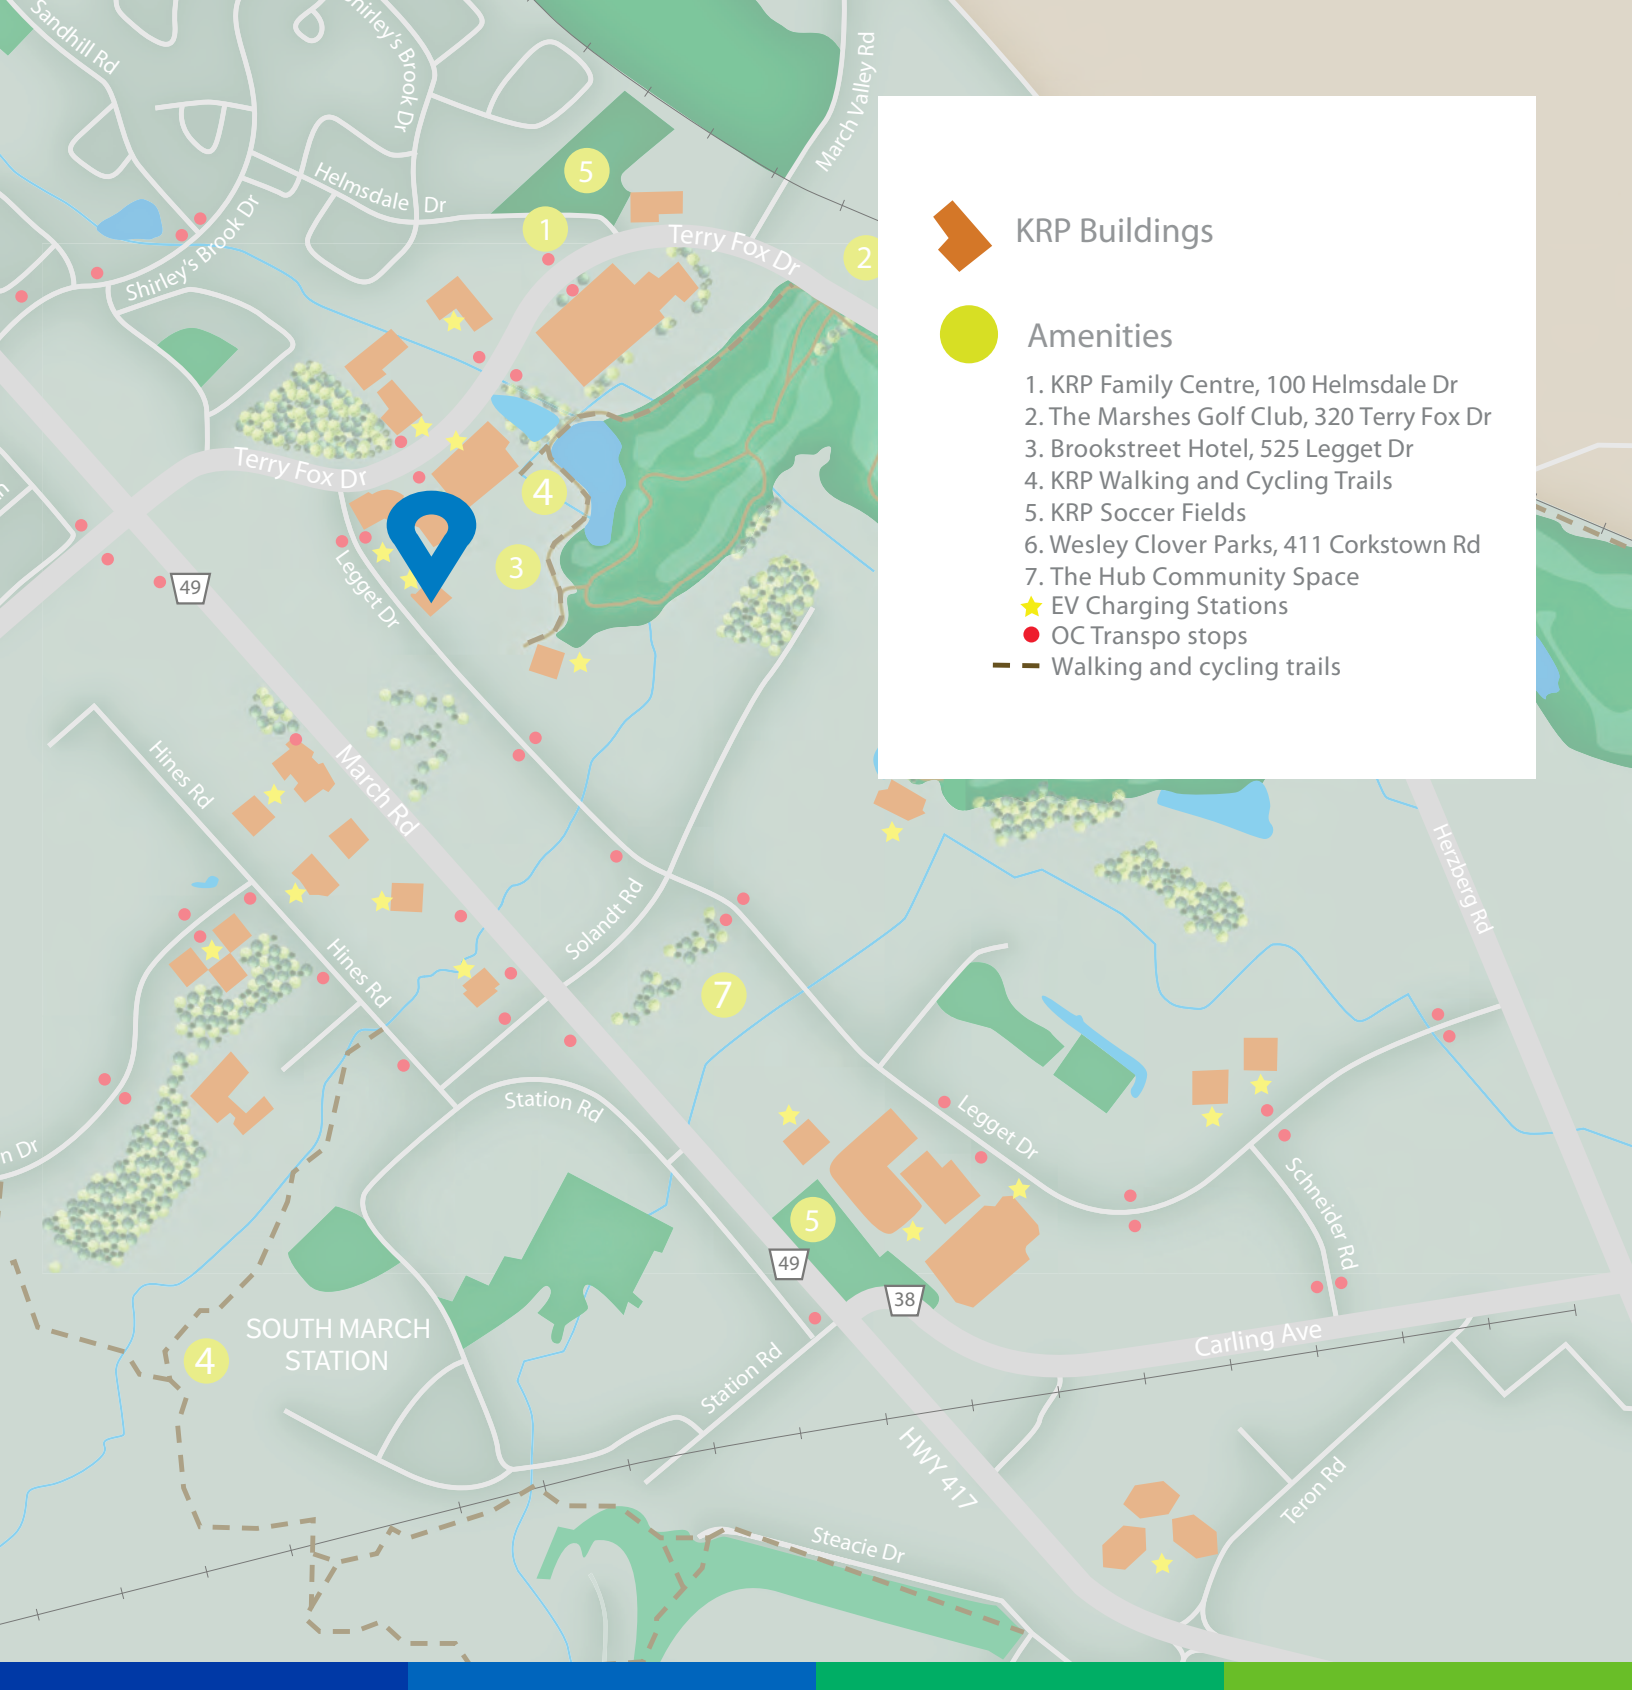 Sandhill Rd
Shirley's Brook Dr
March Valley Rd
Helmsdale Dr
5
1
Shirley's Brook Dr
Terry Fox Dr
2
KRP Buildings
Amenities
1. KRP Family Centre, 100 Helmsdale Dr
2. The Marshes Golf Club, 320 Terry Fox Dr
3. Brookstreet Hotel, 525 Legget Dr
4. KRP Walking and Cycling Trails
5. KRP Soccer Fields
6. Wesley Clover Parks, 411 Corkstown Rd
7. The Hub Community Space
EV Charging Stations
OC Transpo stops
Walking and cycling trails
Terry Fox Dr
4
3
Legget Dr
49
Hines Rd
March Rd
Herzberg Rd
Solandt Rd
Hines Rd
7
Station Rd
Legget Dr
n Dr
Schneider Rd
5
49
38
SOUTH MARCH
STATION
4
Carling Ave
Station Rd
HWY 417
Teron Rd
Steacie Dr